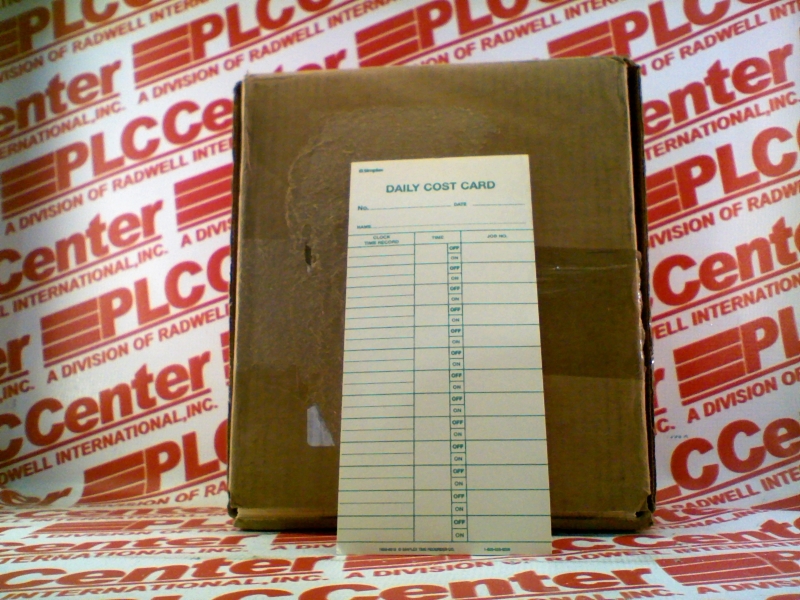 Simplex
DAILY COST CARD
No. DATE
NAME
CLOCK TIME RECORD
TIME
JOB NO.
OFF
ON
OFF
ON
OFF
ON
OFF
ON
OFF
ON
OFF
ON
OFF
ON
OFF
ON
OFF
ON
OFF
ON
OFF
ON
OFF
ON
PLCCenter
A DIVISION OF RADWELL INTERNATIONAL, INC.